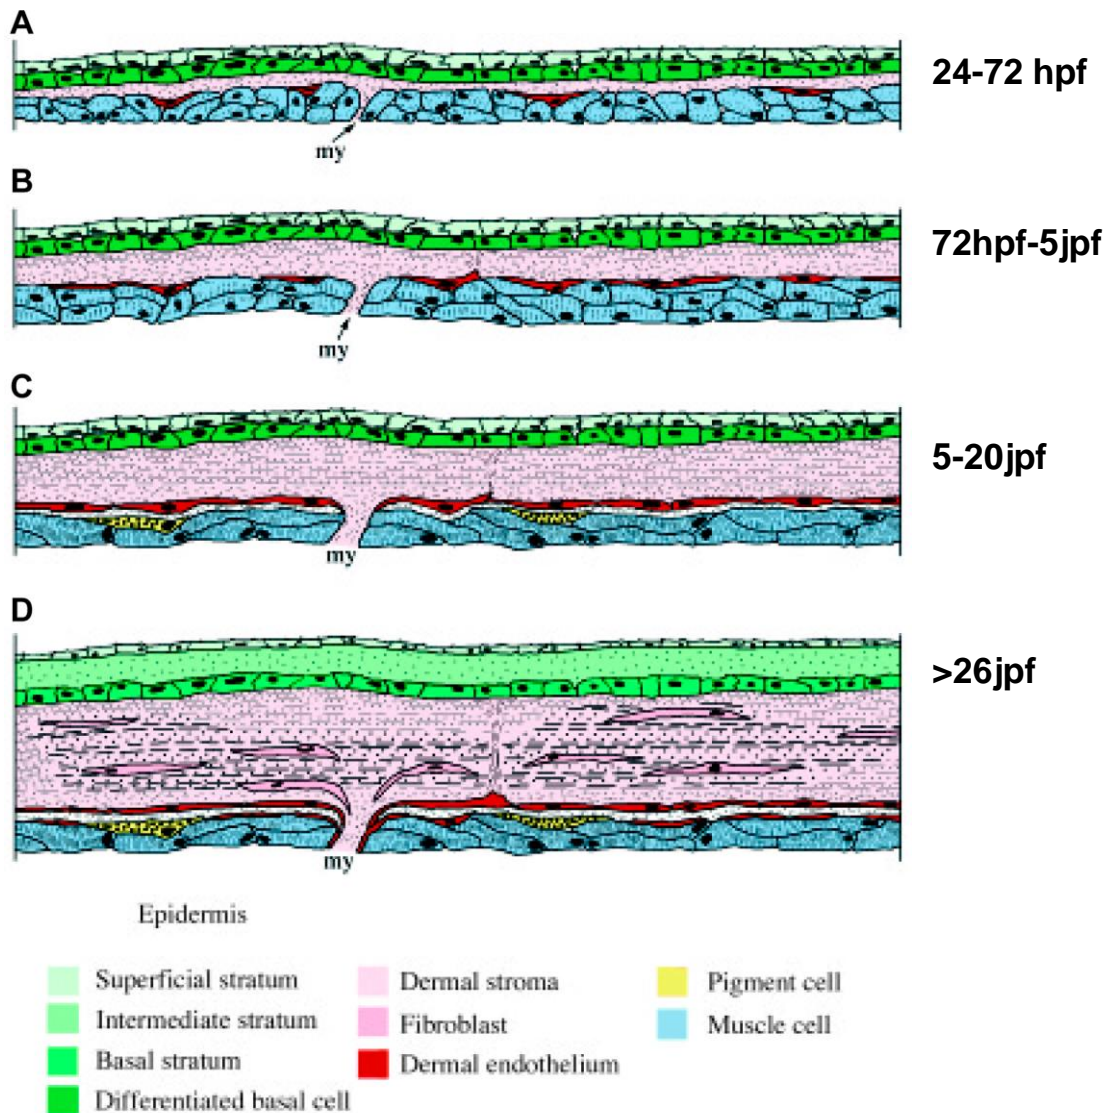 A
24-72 hpf
my
B
72hpf-5jpf
my
C
5-20jpf
my
D
>26jpf
my
Epidermis
Superficial stratum
Dermal stroma
Pigment cell
Intermediate stratum
Fibroblast
Muscle cell
Basal stratum
Dermal endothelium
Differentiated basal cell